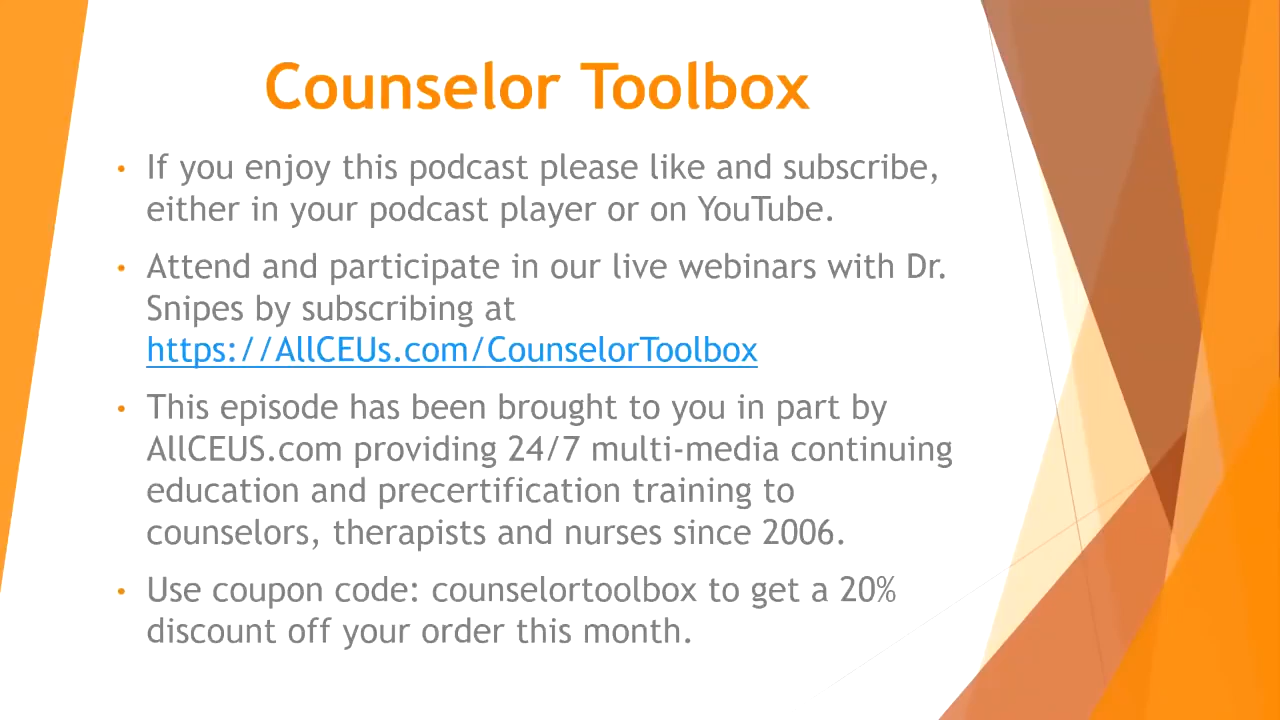 Counselor Toolbox
• If you enjoy this podcast please like and subscribe,
either in your podcast player or on YouTube.
• Attend and participate in our live webinars with Dr.
Snipes by subscribing at
https://AllCEUs.com/CounselorToolbox
• This episode has been brought to you in part by
AllCEUS.com providing 24/7 multi-media continuing
education and precertification training to
counselors, therapists and nurses since 2006.
• Use coupon code: counselortoolbox to get a 20%
discount off your order this month.